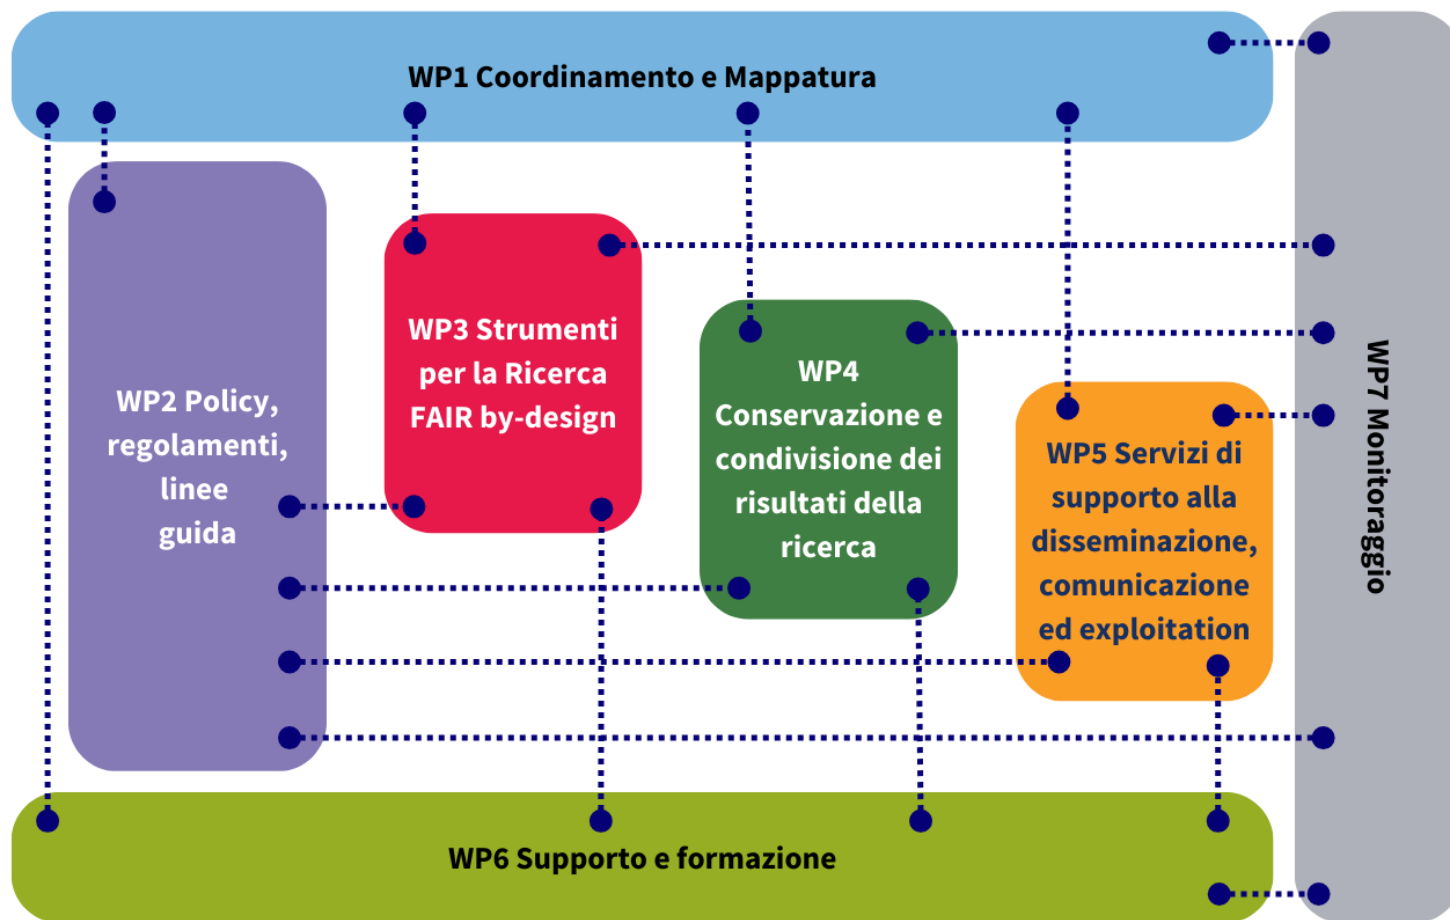 WP1 Coordinamento e Mappatura
WP2 Policy,
regolamenti,
linee
guida
WP3 Strumenti
per la Ricerca
FAIR by-design
WP4
Conservazione e
condivisione dei
risultati della
ricerca
WP5 Servizi di
supporto alla
disseminazione,
comunicazione
ed exploitation
WP7 Monitoraggio
WP6 Supporto e formazione